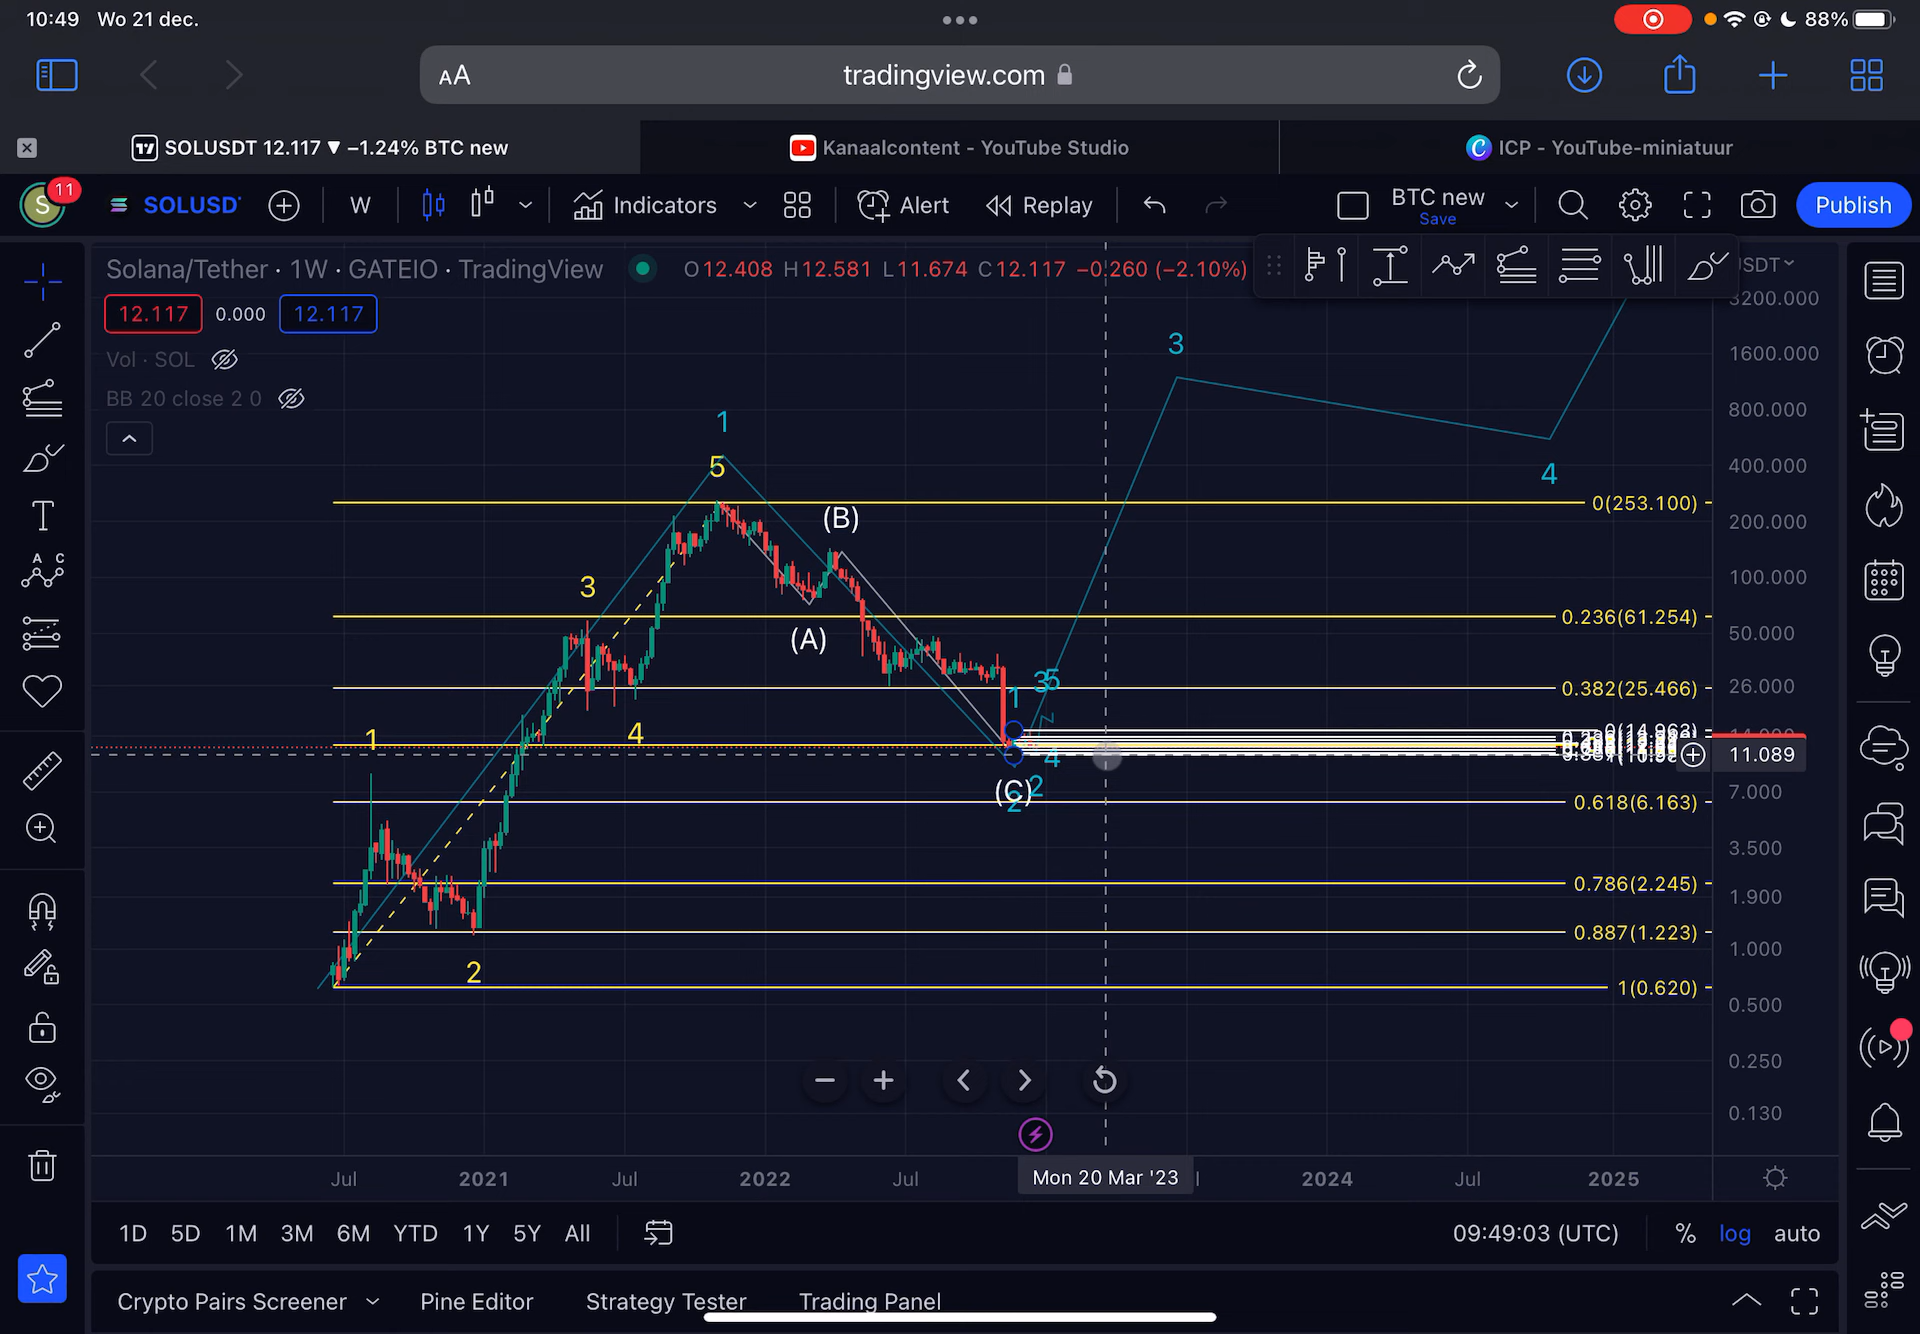 10:49 Wo 21 dec.
88%
AA
tradingview.com
SOLUSDT 12.117 ▼ −1.24% BTC new
Kanaalcontent - YouTube Studio
ICP - YouTube-miniatuur
S
11
SOLUSD
W
Indicators
Alert
Replay
BTC new
Save
Publish
Solana/Tether · 1W · GATEIO · TradingView
O12.408 H12.581 L11.674 C12.117 −0.260 (−2.10%)
12.117
0.000
12.117
Vol · SOL
BB 20 close 2 0
3200.000
1600.000
800.000
400.000
200.000
100.000
50.000
26.000
11.089
7.000
3.500
1.900
1.000
0.500
0.250
0.130
0(253.100)
0.236(61.254)
0.382(25.466)
0.618(6.163)
0.786(2.245)
0.887(1.223)
1(0.620)
3
4
1
5
3
(B)
(A)
1
4
2
1
3
5
4
(C)
2
2
Jul
2021
Jul
2022
Jul
Mon 20 Mar '23
2024
Jul
2025
1D 5D 1M 3M 6M YTD 1Y 5Y All
09:49:03 (UTC)
%
log
auto
Crypto Pairs Screener
Pine Editor
Strategy Tester
Trading Panel